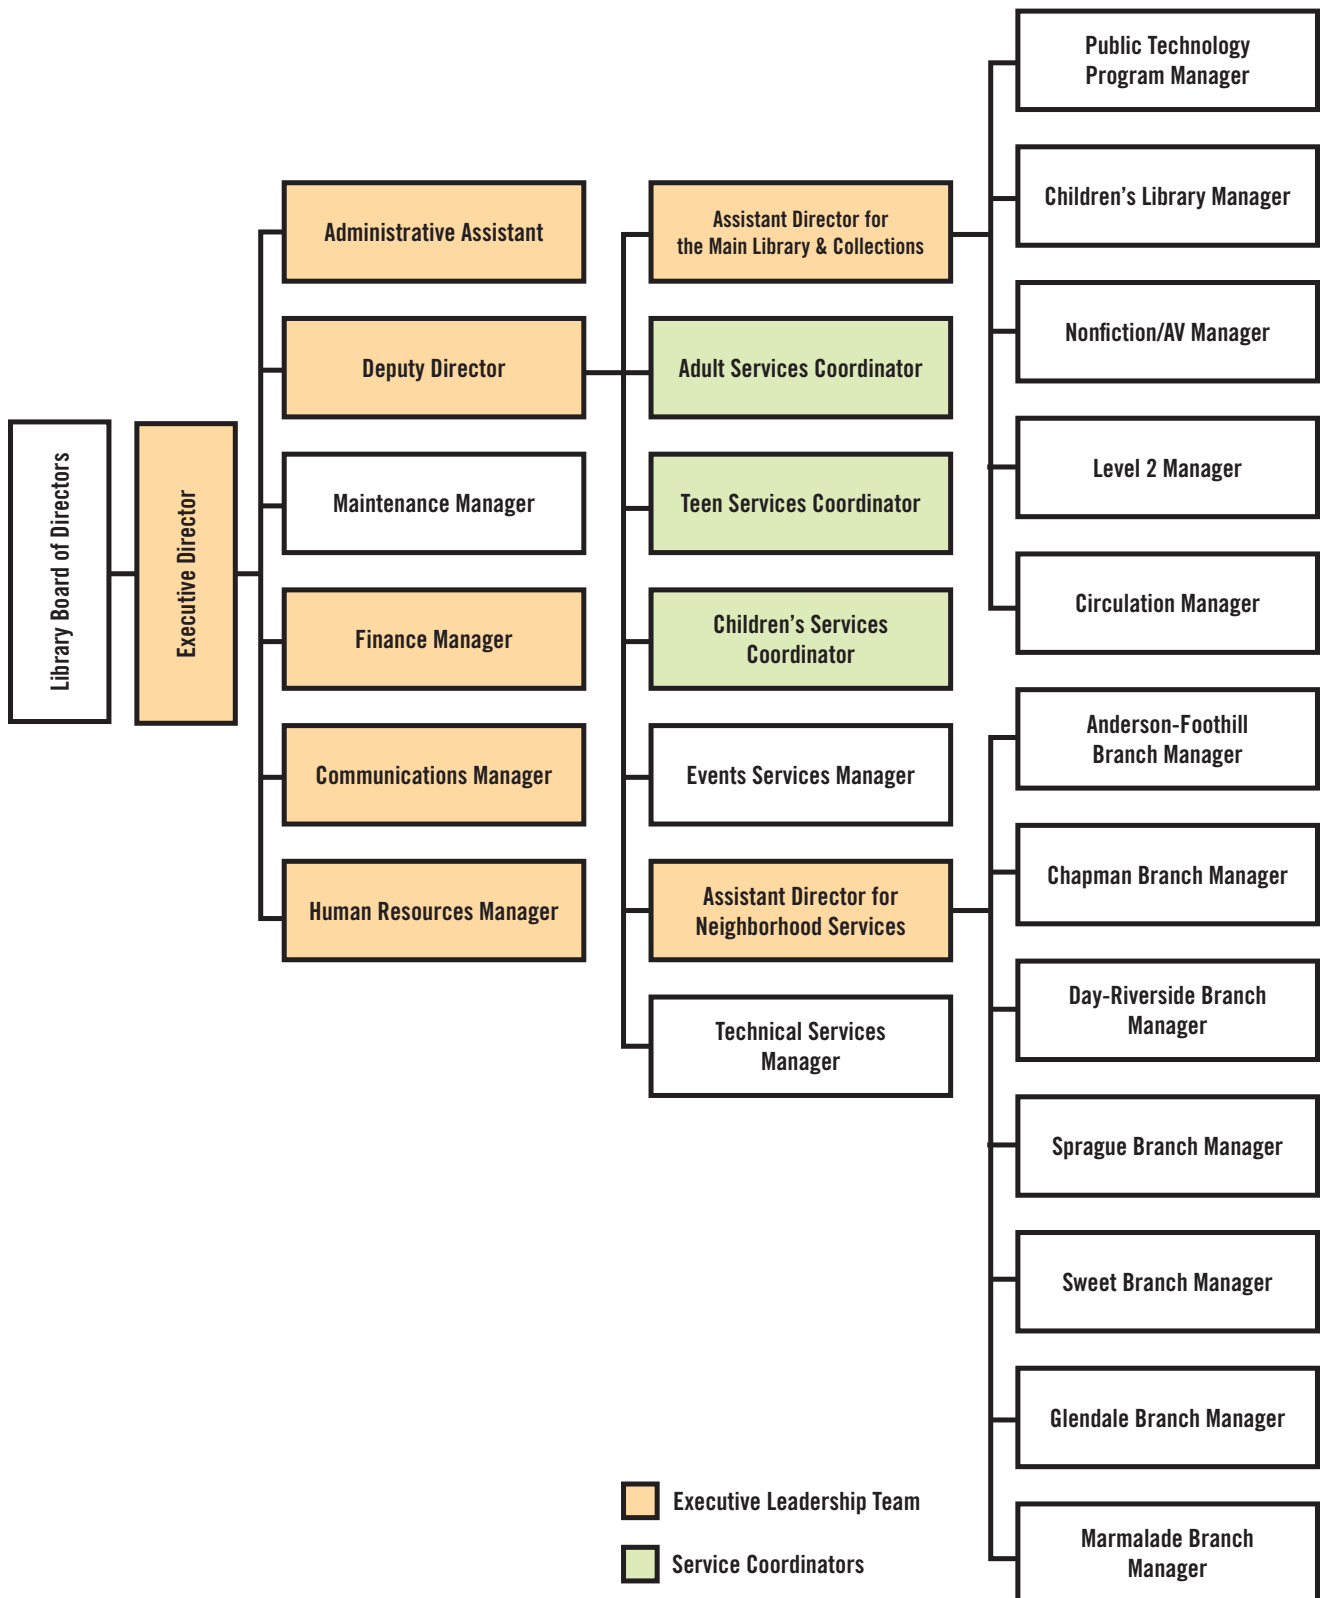 Library Board of Directors
Executive Director
Administrative Assistant
Deputy Director
Maintenance Manager
Finance Manager
Communications Manager
Human Resources Manager
Assistant Director for
the Main Library & Collections
Adult Services Coordinator
Teen Services Coordinator
Children’s Services
Coordinator
Events Services Manager
Assistant Director for
Neighborhood Services
Technical Services
Manager
Public Technology
Program Manager
Children’s Library Manager
Nonfiction/AV Manager
Level 2 Manager
Circulation Manager
Anderson-Foothill
Branch Manager
Chapman Branch Manager
Day-Riverside Branch
Manager
Sprague Branch Manager
Sweet Branch Manager
Glendale Branch Manager
Marmalade Branch
Manager
Executive Leadership Team
Service Coordinators